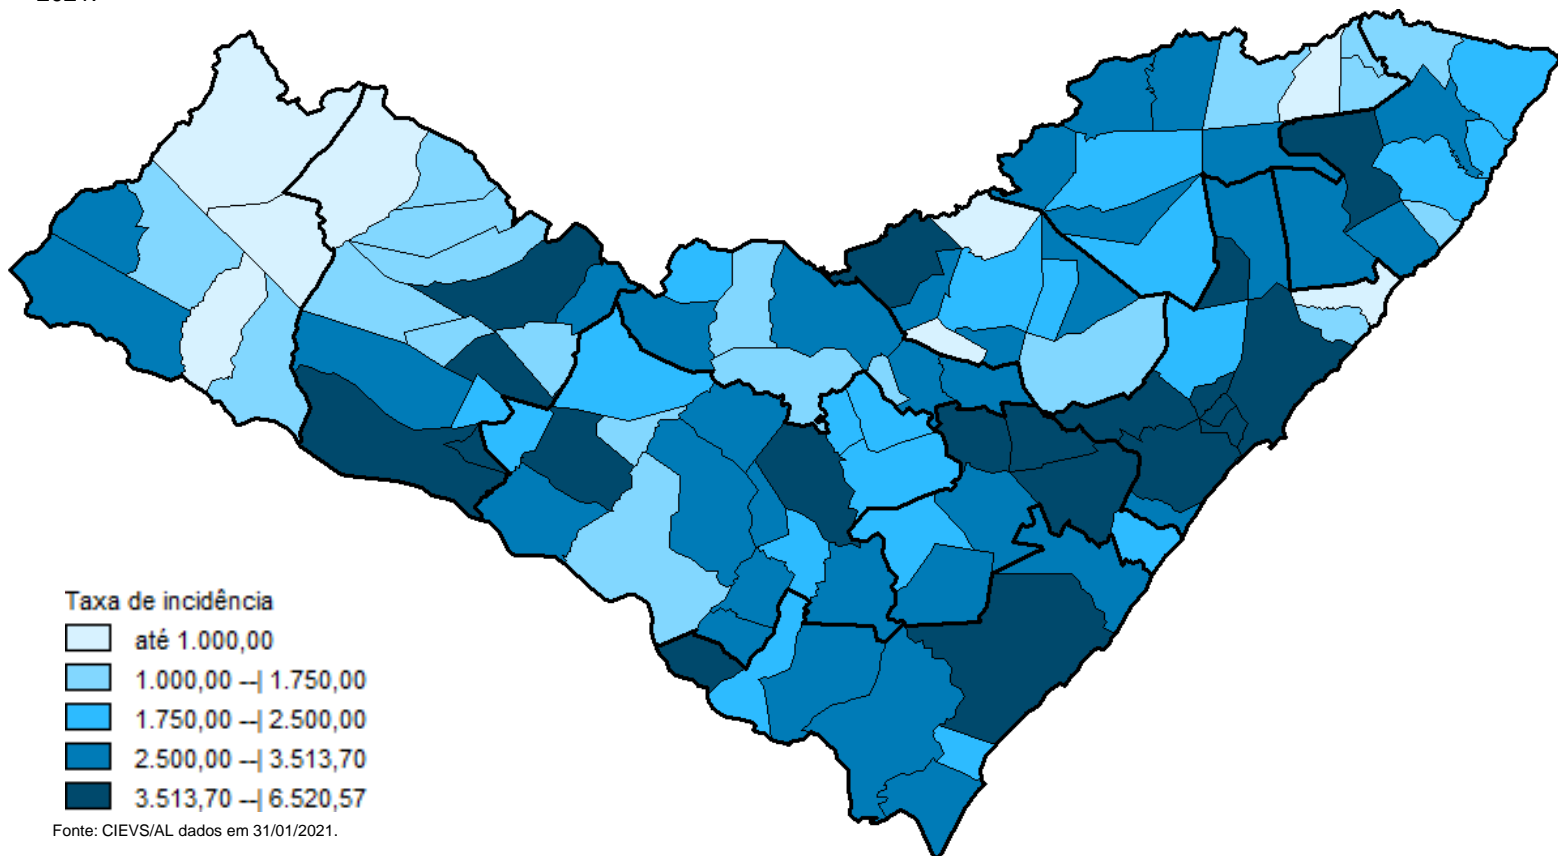 2021.
Taxa de incidência
até 1.000,00
1.000,00 --| 1.750,00
1.750,00 --| 2.500,00
2.500,00 --| 3.513,70
3.513,70 --| 6.520,57
Fonte: CIEVS/AL dados em 31/01/2021.